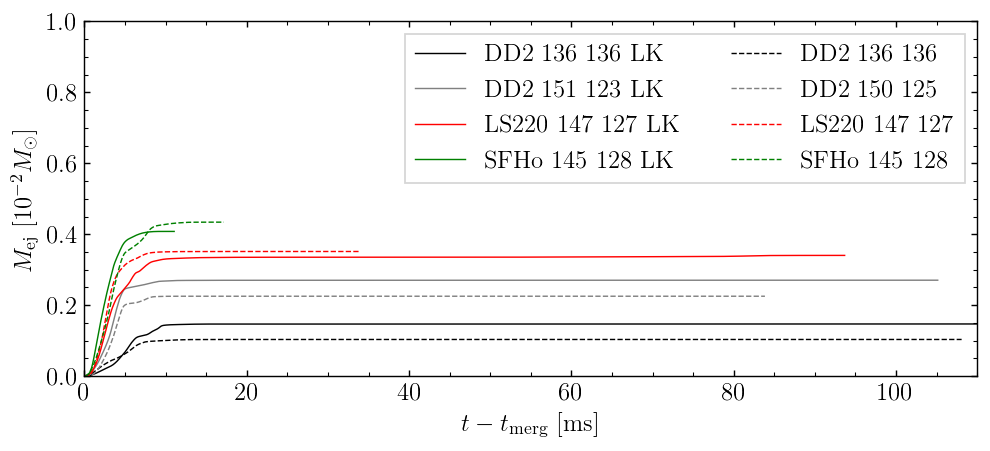 1.0
0.8
0.6
0.4
0.2
0.0
M_ej [10^−2 M_⊙]
DD2 136 136 LK
DD2 151 123 LK
LS220 147 127 LK
SFHo 145 128 LK
DD2 136 136
DD2 150 125
LS220 147 127
SFHo 145 128
0 20 40 60 80 100
t − t_merg [ms]